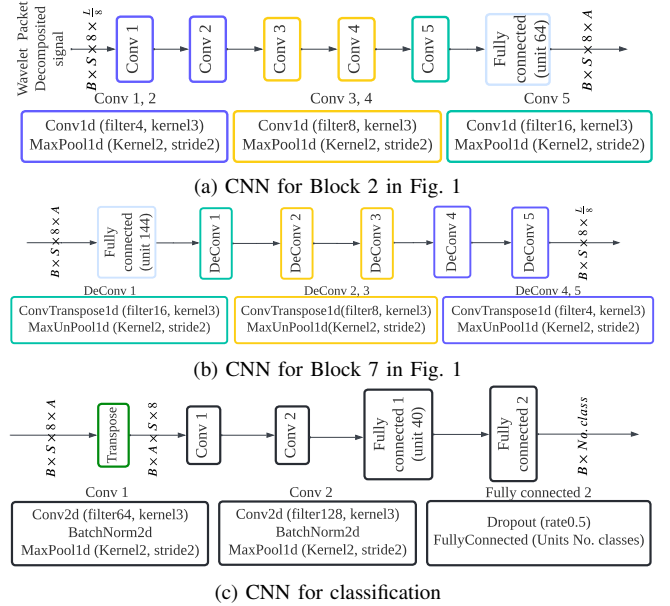 Wavelet Packet
Decomposed
signal
B × S × 8 × L/8
Conv 1
Conv 2
Conv 3
Conv 4
Conv 5
Fully
connected
(unit 64)
B × S × 8 × A
Conv 1, 2
Conv 3, 4
Conv 5
Conv1d (filter4, kernel3)
MaxPool1d (Kernel2, stride2)
Conv1d (filter8, kernel3)
MaxPool1d (Kernel2, stride2)
Conv1d (filter16, kernel3)
MaxPool1d (Kernel2, stride2)
(a) CNN for Block 2 in Fig. 1
B × S × 8 × A
Fully
connected
(unit 144)
DeConv 1
DeConv 2
DeConv 3
DeConv 4
DeConv 5
B × S × 8 × L/8
DeConv 1
DeConv 2, 3
DeConv 4, 5
ConvTranspose1d (filter16, kernel3)
MaxUnPool1d (Kernel2, stride2)
ConvTranspose1d(filter8, kernel3)
MaxUnPool1d(Kernel2, stride2)
ConvTranspose1d (filter4, kernel3)
MaxUnPool1d (Kernel2, stride2)
(b) CNN for Block 7 in Fig. 1
B × S × 8 × A
Transpose
B × A × S × 8
Conv 1
Conv 2
Fully
connected 1
(unit 40)
Fully
connected 2
B × No.class
Conv 1
Conv 2
Fully connected 2
Conv2d (filter64, kernel3)
BatchNorm2d
MaxPool1d (Kernel2, stride2)
Conv2d (filter128, kernel3)
BatchNorm2d
MaxPool1d (Kernel2, stride2)
Dropout (rate0.5)
FullyConnected (Units No. classes)
(c) CNN for classification